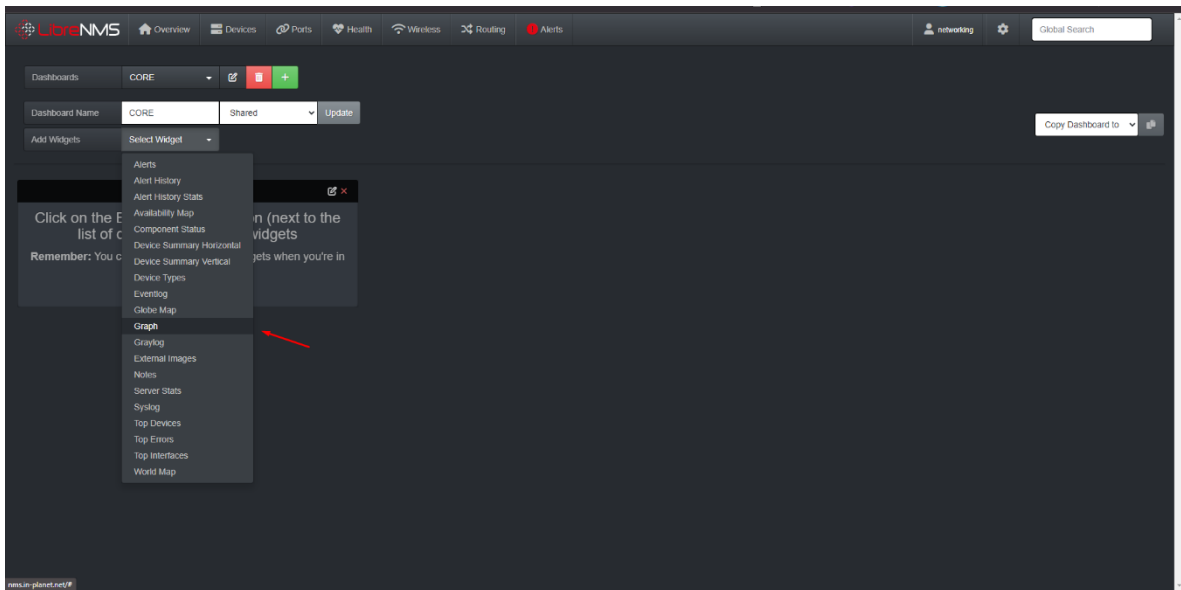 LibreNMS Overview Devices Ports Health Wireless Routing Alerts networking Global Search
Dashboards CORE
Dashboard Name CORE Shared Update
Copy Dashboard to
Add Widgets Select Widget
Alerts
Alert History
Alert History Stats
Availability Map
Component Status
Device Summary Horizontal
Device Summary Vertical
Device Types
Eventlog
Globe Map
Graph
Graylog
External Images
Notes
Server Stats
Syslog
Top Devices
Top Errors
Top Interfaces
World Map
Click on the n (next to the
list of
Remember: You when you're in
nms.in-planet.net/#